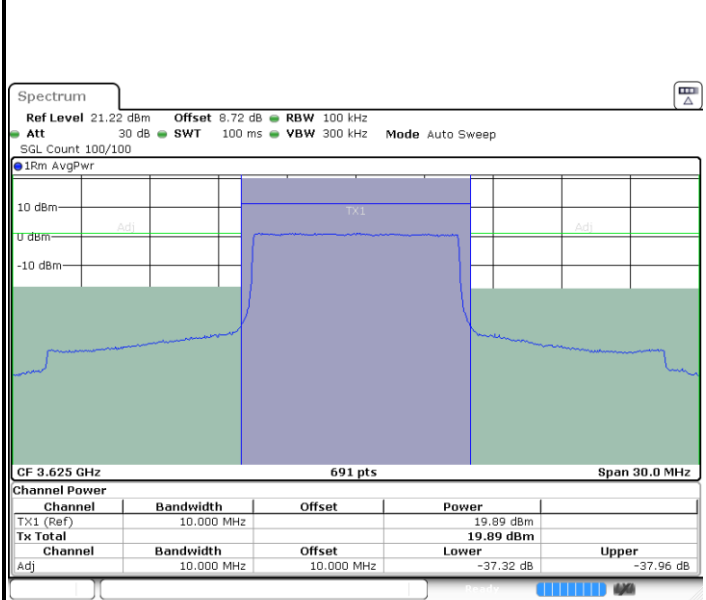 Spectrum
Ref Level 21.22 dBm Offset 8.72 dB RBW 100 kHz
Att 30 dB SWT 100 ms VBW 300 kHz Mode Auto Sweep
SGL Count 100/100
1Rm AvgPwr
10 dBm
TX1
Adj Adj
0 dBm
-10 dBm
CF 3.625 GHz 691 pts Span 30.0 MHz
Channel Power
Channel Bandwidth Offset Power
TX1 (Ref) 10.000 MHz 19.89 dBm
Tx Total 19.89 dBm
Channel Bandwidth Offset Lower Upper
Adj 10.000 MHz 10.000 MHz -37.32 dB -37.96 dB
Ready